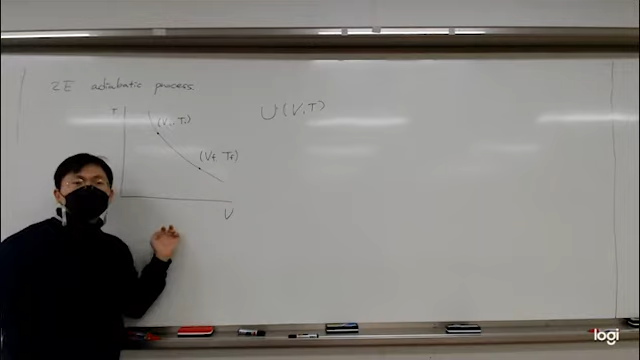 2E adiabatic process
U(V,T)
T
(Vi, Ti)
(Vf, Tf)
V
logi